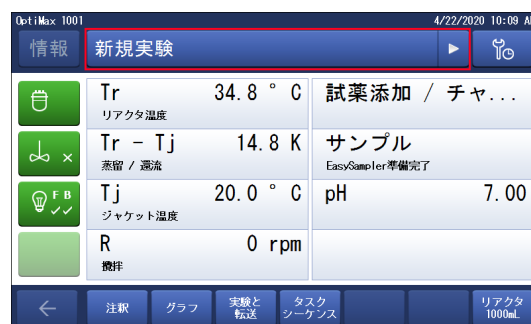 OptiMax 1001 4/22/2020 10:09 A
情報 新規実験
Tr 34.8 ° C 試薬添加 / チャ...
リアクタ温度
Tr - Tj 14.8 K サンプル
蒸留 / 還流 EasySampler準備完了
F B
Tj 20.0 ° C pH 7.00
ジャケット温度
R 0 rpm
攪拌
注釈 グラフ 実験と転送 タスクシーケンス リアクタ 1000mL